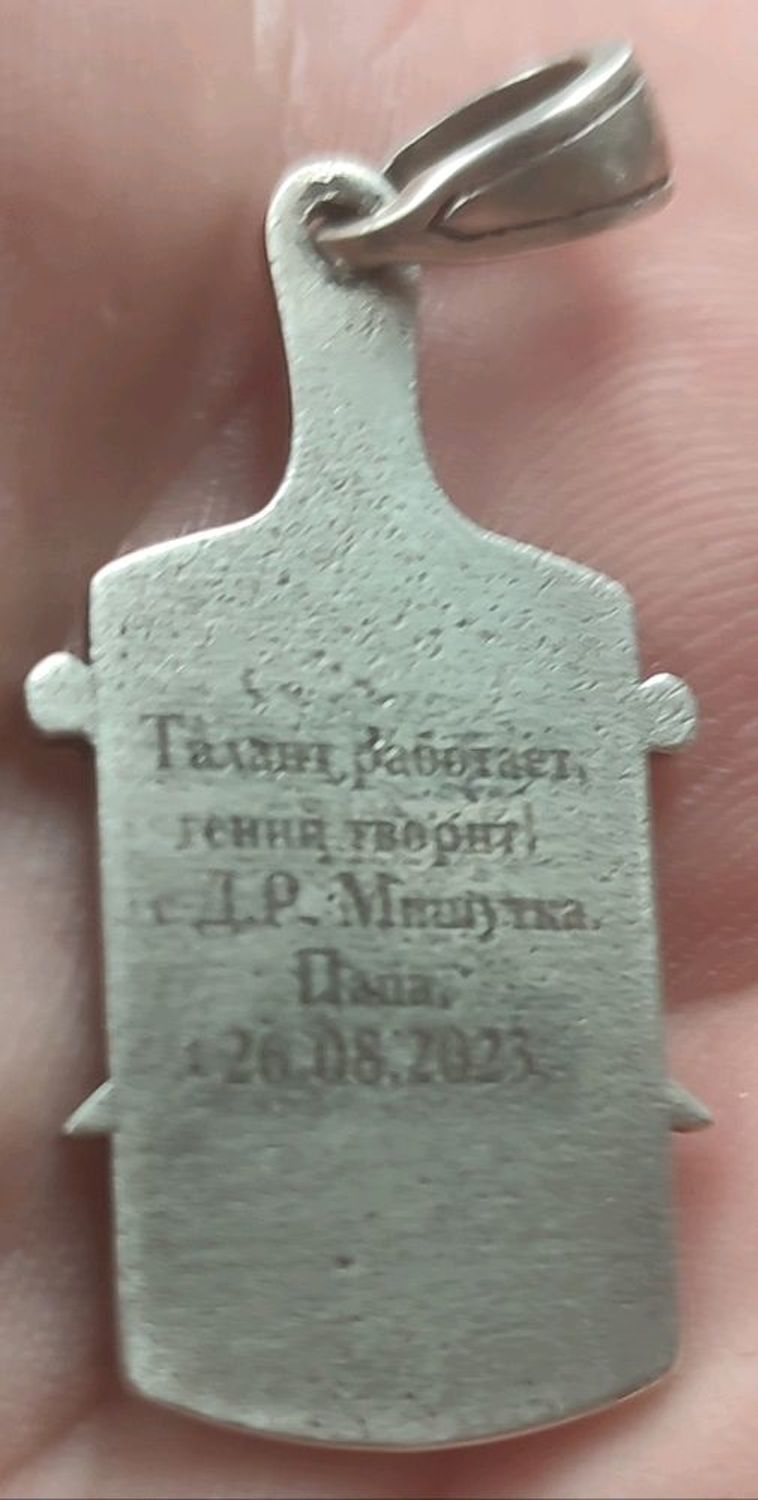 Талант работает,
гений творит!
с Д.Р. Мишутка.
Папа.
26.08.2023